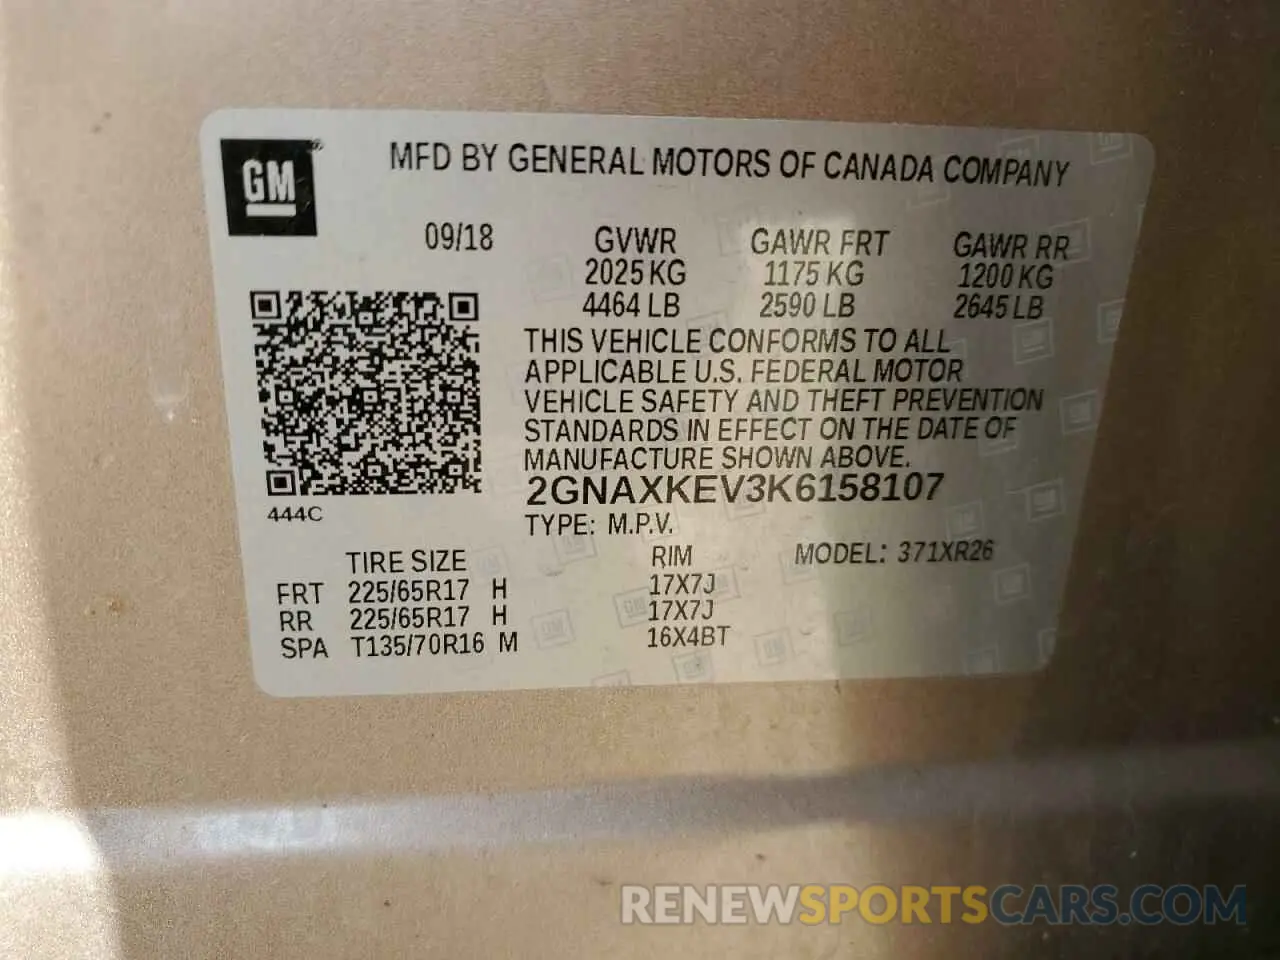 GM
MFD BY GENERAL MOTORS OF CANADA COMPANY
09/18
GVWR GAWR FRT GAWR RR
2025 KG 1175 KG 1200 KG
4464 LB 2590 LB 2645 LB
THIS VEHICLE CONFORMS TO ALL
APPLICABLE U.S. FEDERAL MOTOR
VEHICLE SAFETY AND THEFT PREVENTION
STANDARDS IN EFFECT ON THE DATE OF
MANUFACTURE SHOWN ABOVE.
2GNAXKEV3K6158107
444C
TYPE: M.P.V.
TIRE SIZE RIM MODEL: 371XR26
FRT 225/65R17 H 17X7J
RR 225/65R17 H 17X7J
SPA T135/70R16 M 16X4BT
RENEWSPORTSCARS.COM